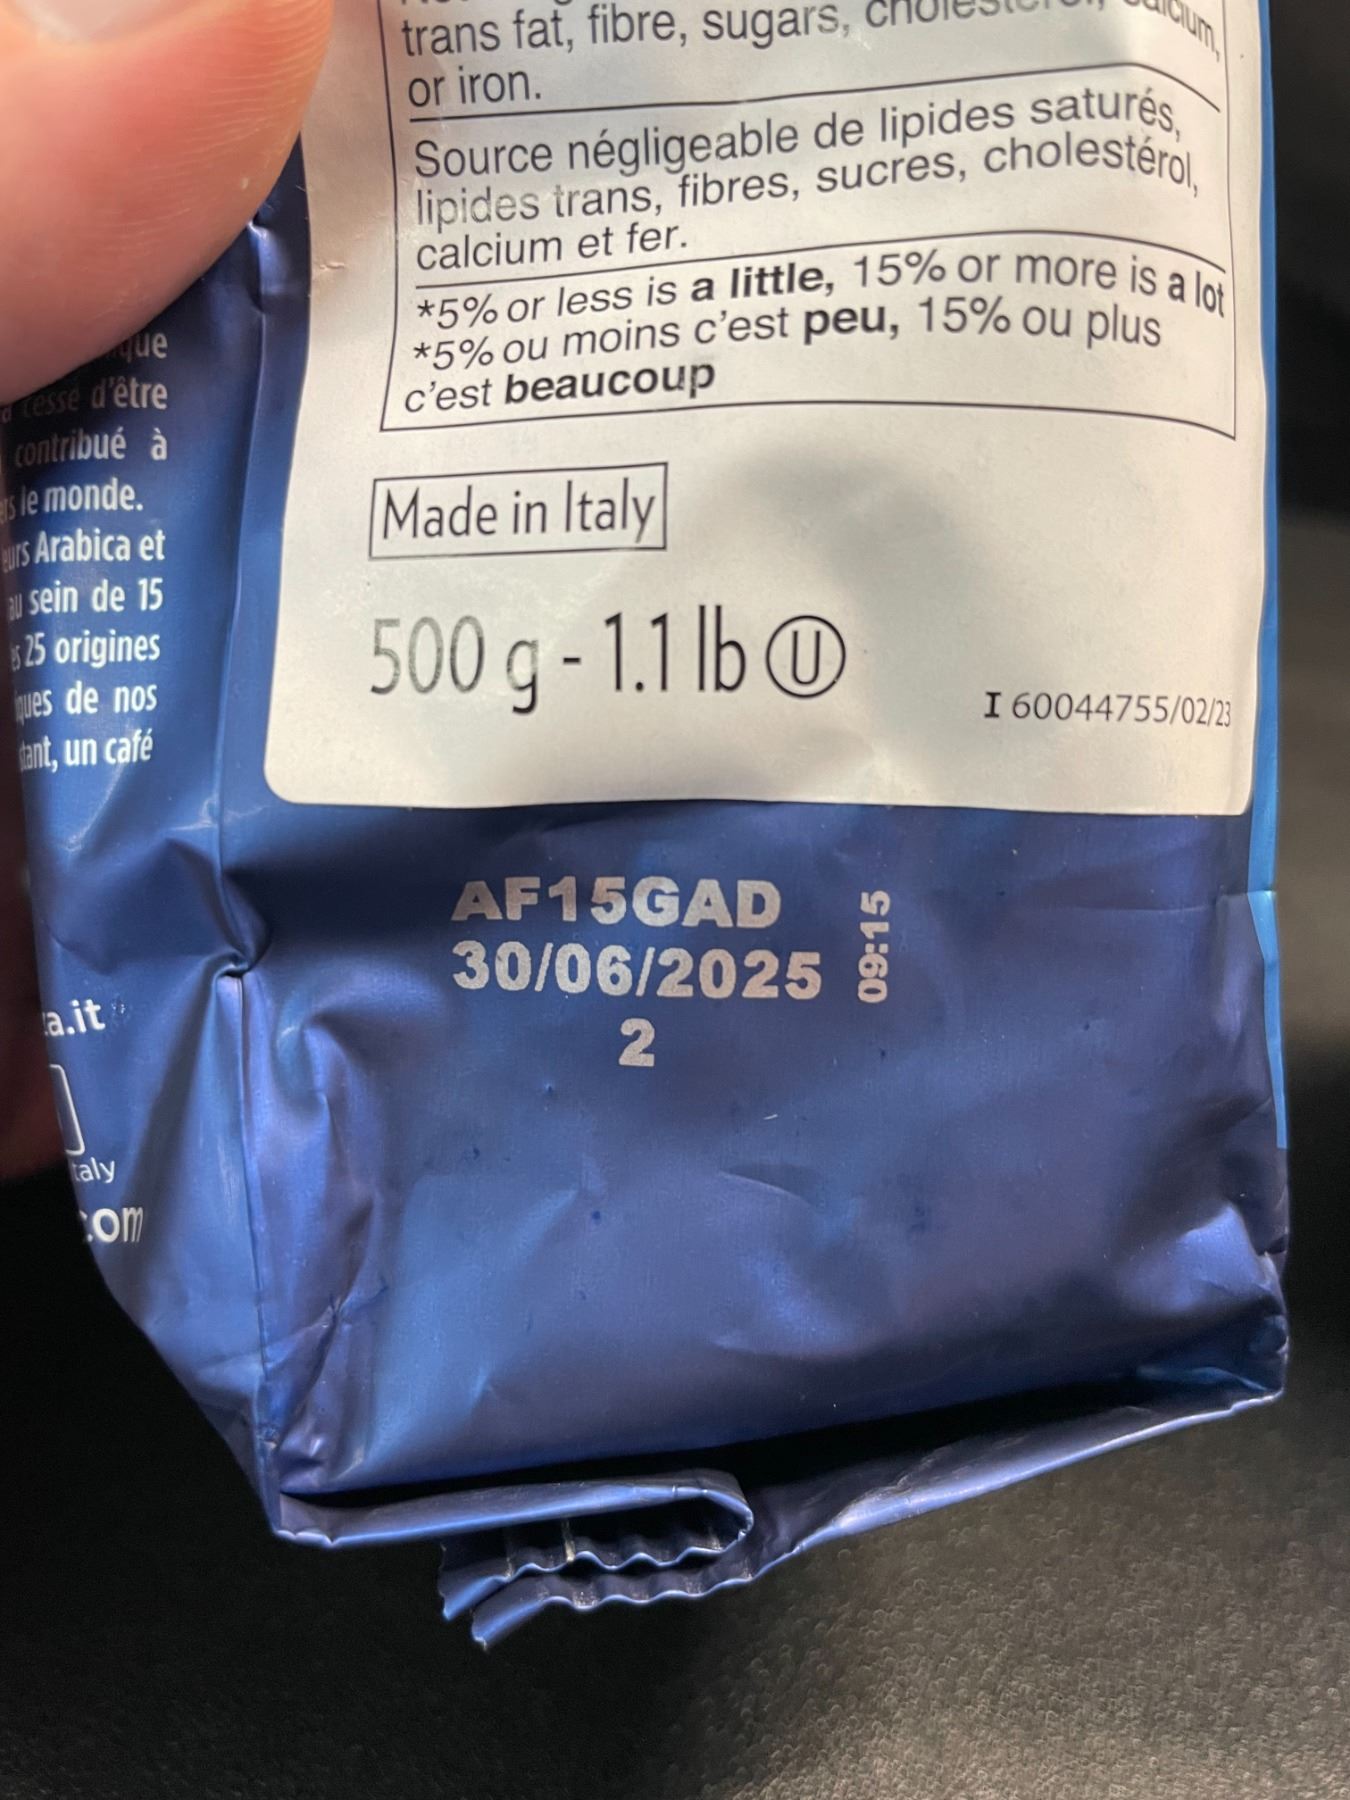 trans fat, fibre, sugars, cholesterol, calcium,
or iron.
Source négligeable de lipides saturés,
lipides trans, fibres, sucres, cholestérol,
calcium et fer.
*5% or less is a little, 15% or more is a lot
*5% ou moins c'est peu, 15% ou plus
c'est beaucoup
Made in Italy
500 g - 1.1 lb Ⓤ
I 60044755/02/23
AF15GAD
30/06/2025
2
09:15
cessé d'être
contribué à
le monde.
Arabica et
sein de 15
25 origines
de nos
un café